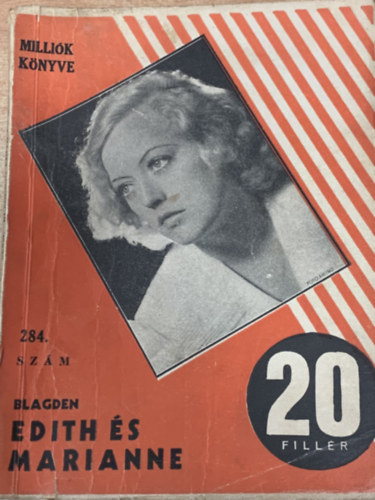 MILLIÓK
KÖNYVE
284.
SZÁM
BLAGDEN
EDITH ÉS
MARIANNE
20
FILLÉR